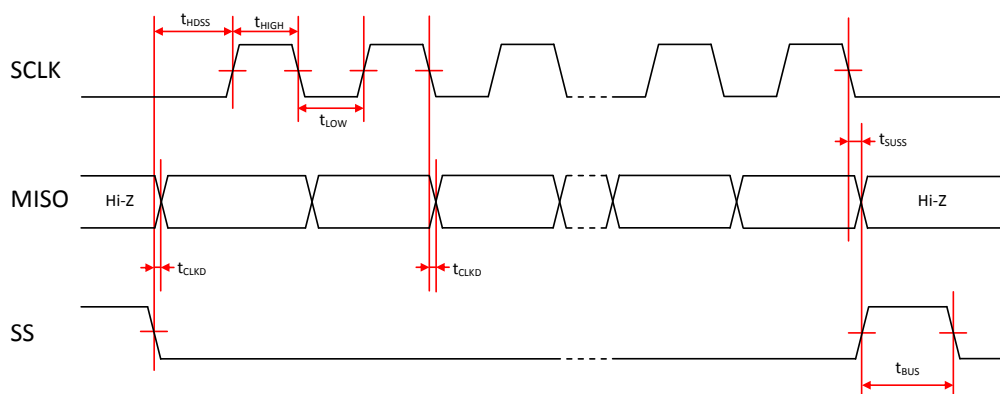 tHDSS
tHIGH
SCLK
tLOW
tSUSS
MISO
Hi-Z
Hi-Z
tCLKD
tCLKD
SS
tBUS